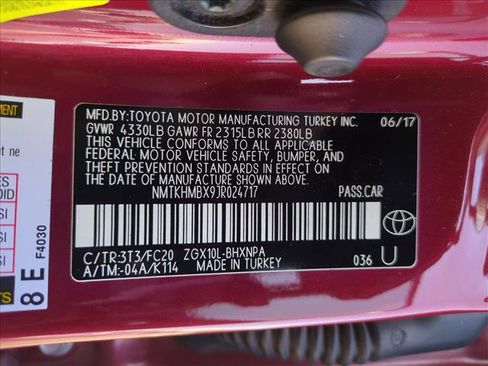 MFD.BY:TOYOTA MOTOR MANUFACTURING TURKEY INC. 06/17
GVWR 4330LB GAWR FR 2315LB RR 2380LB
THIS VEHICLE CONFORMS TO ALL APPLICABLE
FEDERAL MOTOR VEHICLE SAFETY, BUMPER, AND
THEFT PREVENTION STANDARDS IN EFFECT ON
THE DATE OF MANUFACTURE SHOWN ABOVE.
NMTKHMBX9JR024717 PASS.CAR
C/TR:3T3/FC20 ZGX10L-BHXNPA
A/TM:-04A/K114 MADE IN TURKEY 036 U
8 E F4030